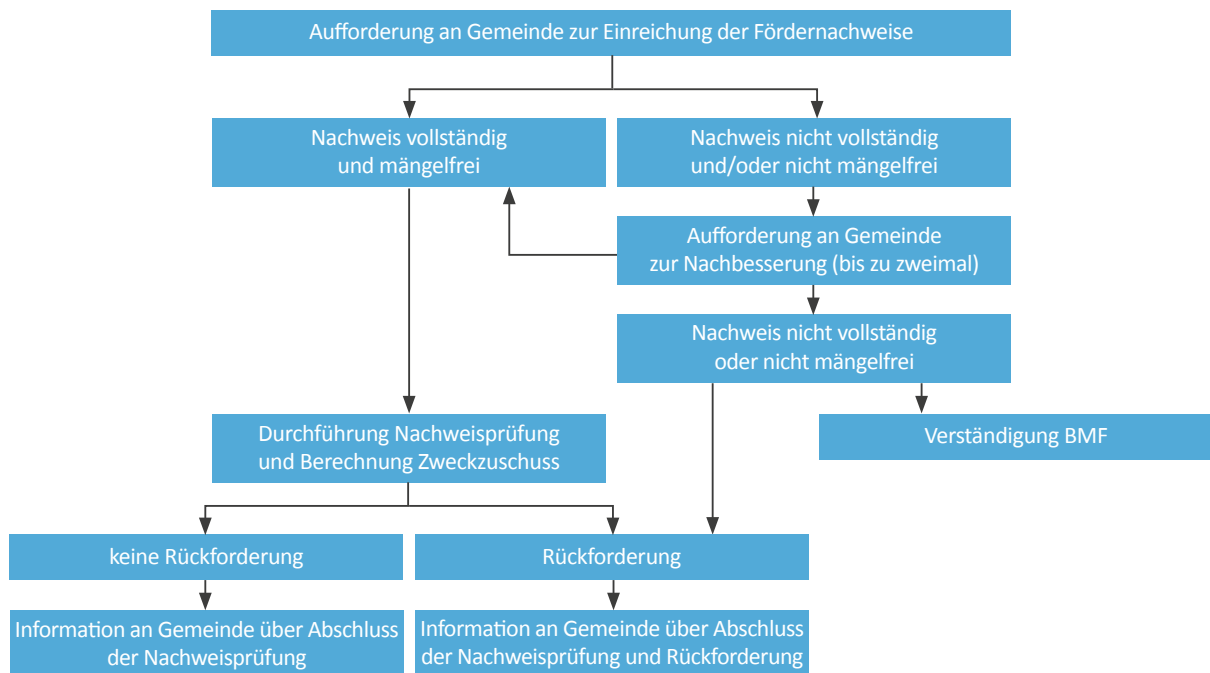 Aufforderung an Gemeinde zur Einreichung der Fördernachweise
Nachweis vollständig
und mängelfrei
Nachweis nicht vollständig
und/oder nicht mängelfrei
Aufforderung an Gemeinde
zur Nachbesserung (bis zu zweimal)
Nachweis nicht vollständig
oder nicht mängelfrei
Durchführung Nachweisprüfung
und Berechnung Zweckzuschuss
Verständigung BMF
keine Rückforderung
Rückforderung
Information an Gemeinde über Abschluss
der Nachweisprüfung
Information an Gemeinde über Abschluss
der Nachweisprüfung und Rückforderung